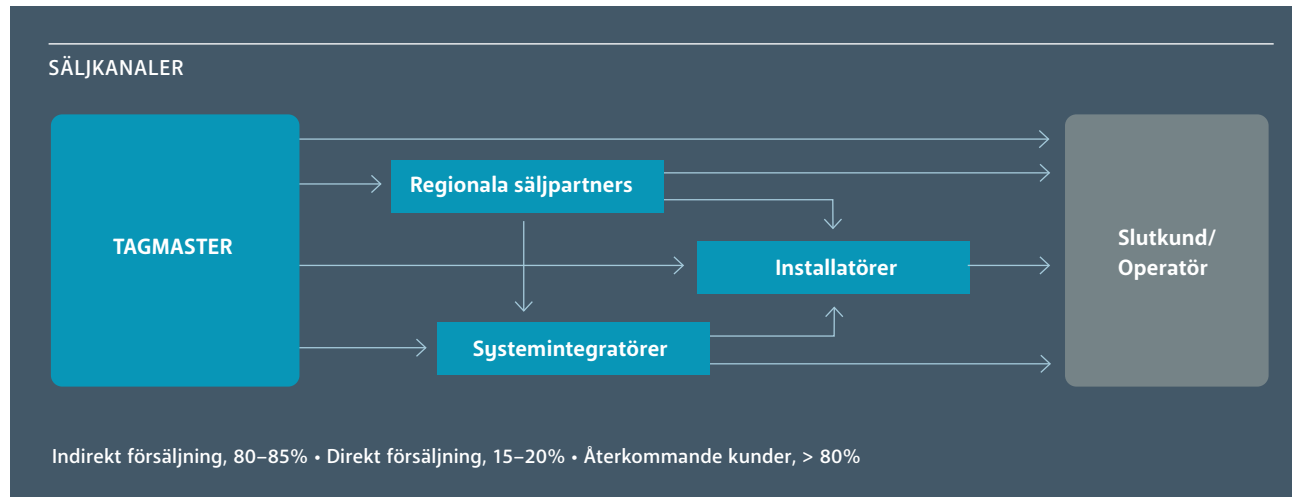 SÄLJKANALER
TAGMASTER
Regionala säljpartners
Installatörer
Systemintegratörer
Slutkund/
Operatör
Indirekt försäljning, 80–85% • Direkt försäljning, 15–20% • Återkommande kunder, > 80%